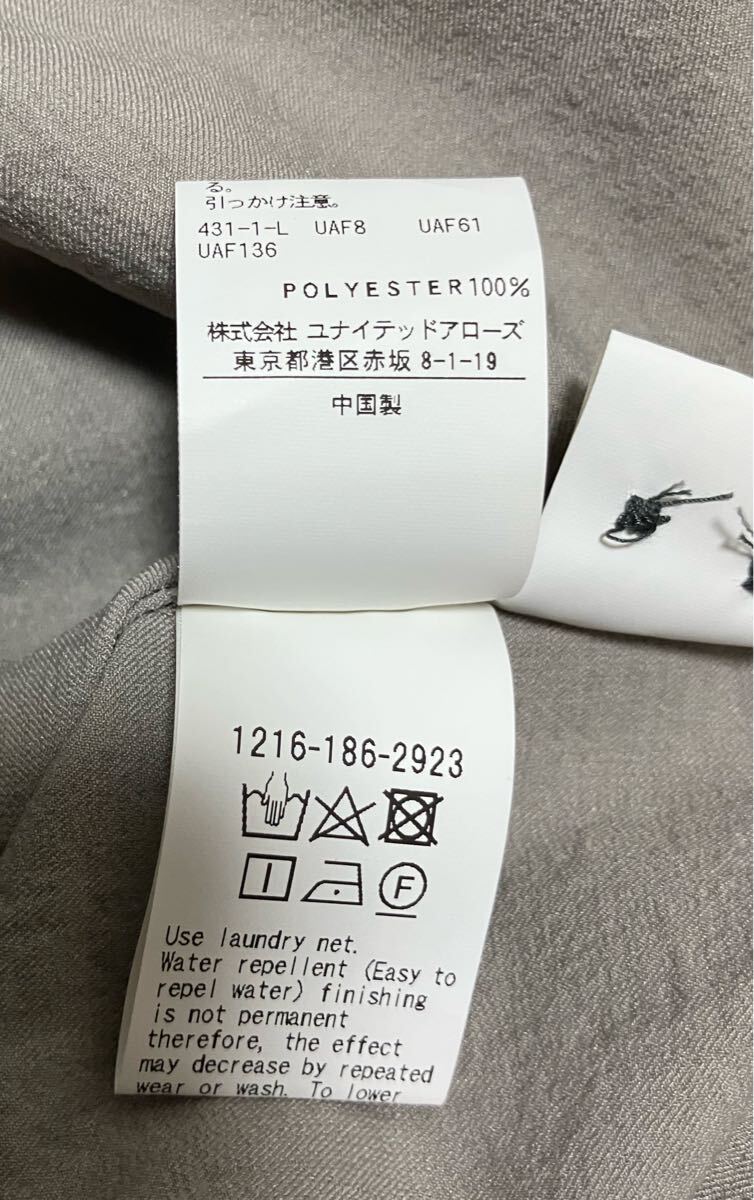 る。
引っかけ注意。
431-1-L UAF8 UAF61
UAF136
POLYESTER100%
株式会社 ユナイテッドアローズ
東京都港区赤坂 8-1-19
中国製
1216-186-2923
F
Use laundry net.
Water repellent (Easy to
repel water) finishing
is not permanent
therefore, the effect
may decrease by repeated
wear or wash. To lower